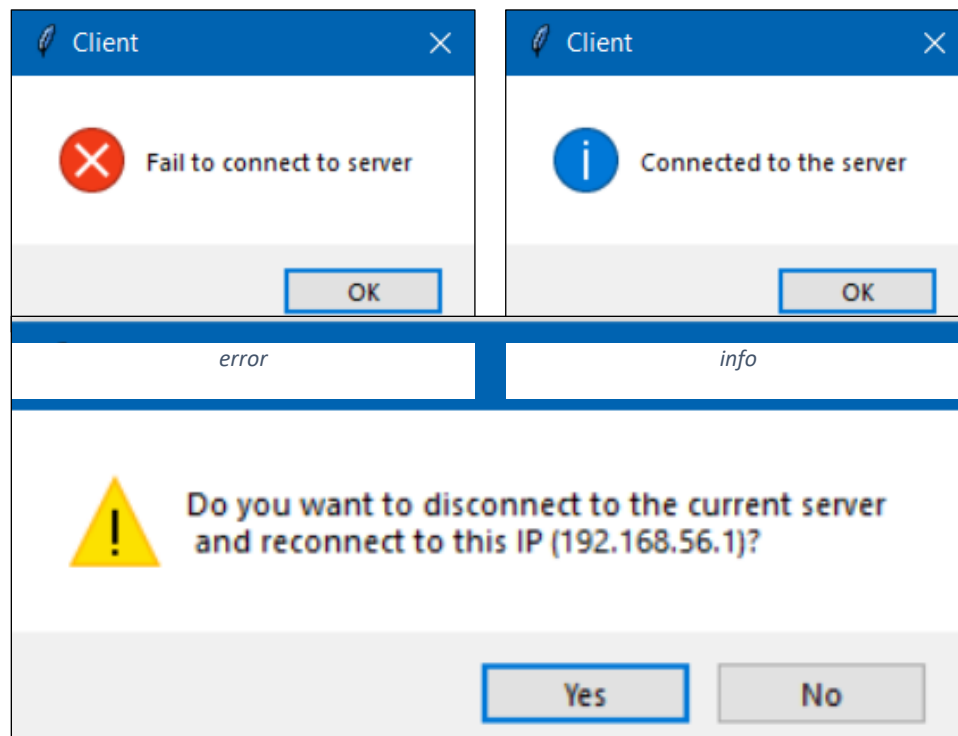 Client
Client
Fail to connect to server
Connected to the server
OK
OK
error
info
Do you want to disconnect to the current server
and reconnect to this IP (192.168.56.1)?
Yes
No